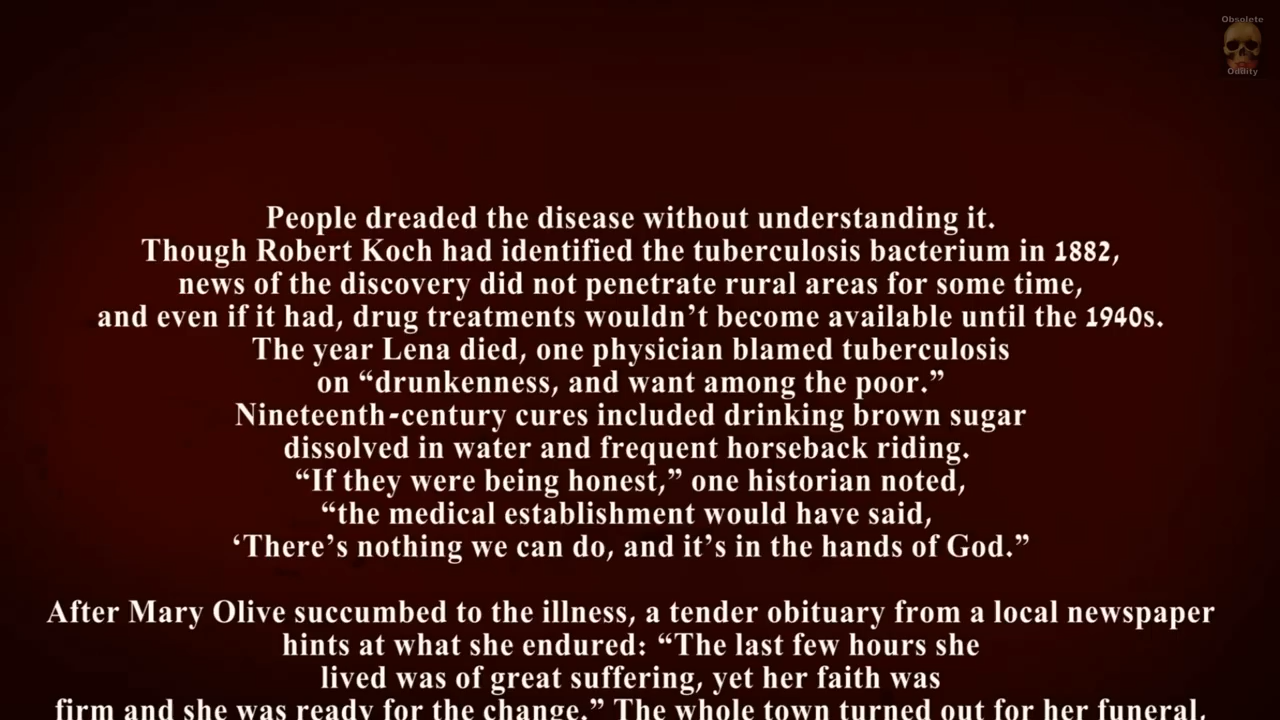 Obsolete
Oddity
People dreaded the disease without understanding it.
Though Robert Koch had identified the tuberculosis bacterium in 1882,
news of the discovery did not penetrate rural areas for some time,
and even if it had, drug treatments wouldn’t become available until the 1940s.
The year Lena died, one physician blamed tuberculosis
on “drunkenness, and want among the poor.”
Nineteenth-century cures included drinking brown sugar
dissolved in water and frequent horseback riding.
“If they were being honest,” one historian noted,
“the medical establishment would have said,
‘There’s nothing we can do, and it’s in the hands of God.”
After Mary Olive succumbed to the illness, a tender obituary from a local newspaper
hints at what she endured: “The last few hours she
lived was of great suffering, yet her faith was
firm and she was ready for the change.” The whole town turned out for her funeral,